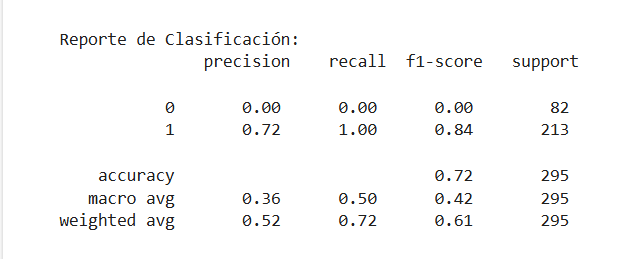 Reporte de Clasificación:
precision recall f1-score support
0 0.00 0.00 0.00 82
1 0.72 1.00 0.84 213
accuracy 0.72 295
macro avg 0.36 0.50 0.42 295
weighted avg 0.52 0.72 0.61 295